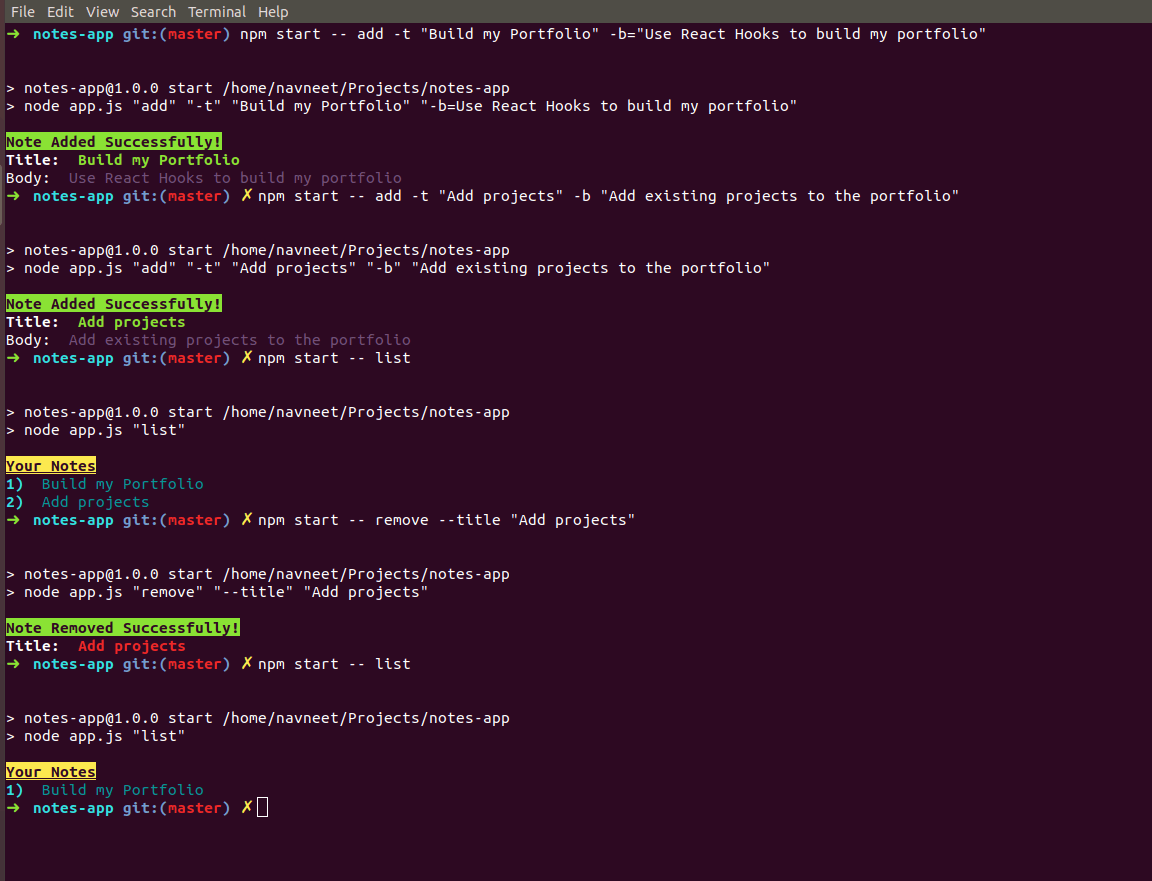 File Edit View Search Terminal Help
➜ notes-app git:(master) npm start -- add -t "Build my Portfolio" -b="Use React Hooks to build my portfolio"
> notes-app@1.0.0 start /home/navneet/Projects/notes-app
> node app.js "add" "-t" "Build my Portfolio" "-b=Use React Hooks to build my portfolio"
Note Added Successfully!
Title: Build my Portfolio
Body: Use React Hooks to build my portfolio
➜ notes-app git:(master) ✗ npm start -- add -t "Add projects" -b "Add existing projects to the portfolio"
> notes-app@1.0.0 start /home/navneet/Projects/notes-app
> node app.js "add" "-t" "Add projects" "-b" "Add existing projects to the portfolio"
Note Added Successfully!
Title: Add projects
Body: Add existing projects to the portfolio
➜ notes-app git:(master) ✗ npm start -- list
> notes-app@1.0.0 start /home/navneet/Projects/notes-app
> node app.js "list"
Your Notes
1) Build my Portfolio
2) Add projects
➜ notes-app git:(master) ✗ npm start -- remove --title "Add projects"
> notes-app@1.0.0 start /home/navneet/Projects/notes-app
> node app.js "remove" "--title" "Add projects"
Note Removed Successfully!
Title: Add projects
➜ notes-app git:(master) ✗ npm start -- list
> notes-app@1.0.0 start /home/navneet/Projects/notes-app
> node app.js "list"
Your Notes
1) Build my Portfolio
➜ notes-app git:(master) ✗